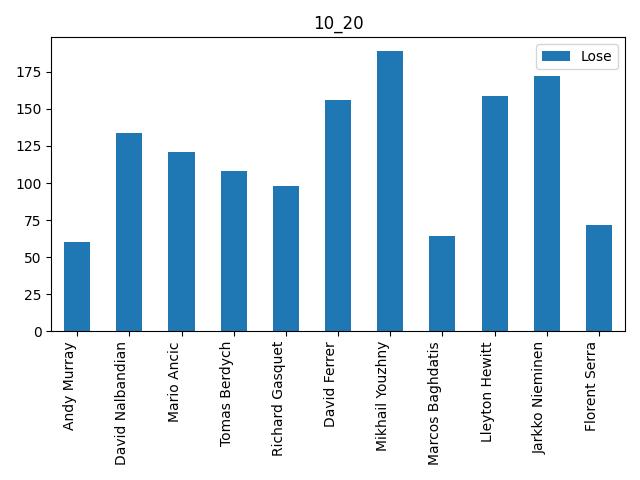 10_20
Lose
175
150
125
100
75
50
25
0
Andy Murray
David Nalbandian
Mario Ancic
Tomas Berdych
Richard Gasquet
David Ferrer
Mikhail Youzhny
Marcos Baghdatis
Lleyton Hewitt
Jarkko Nieminen
Florent Serra